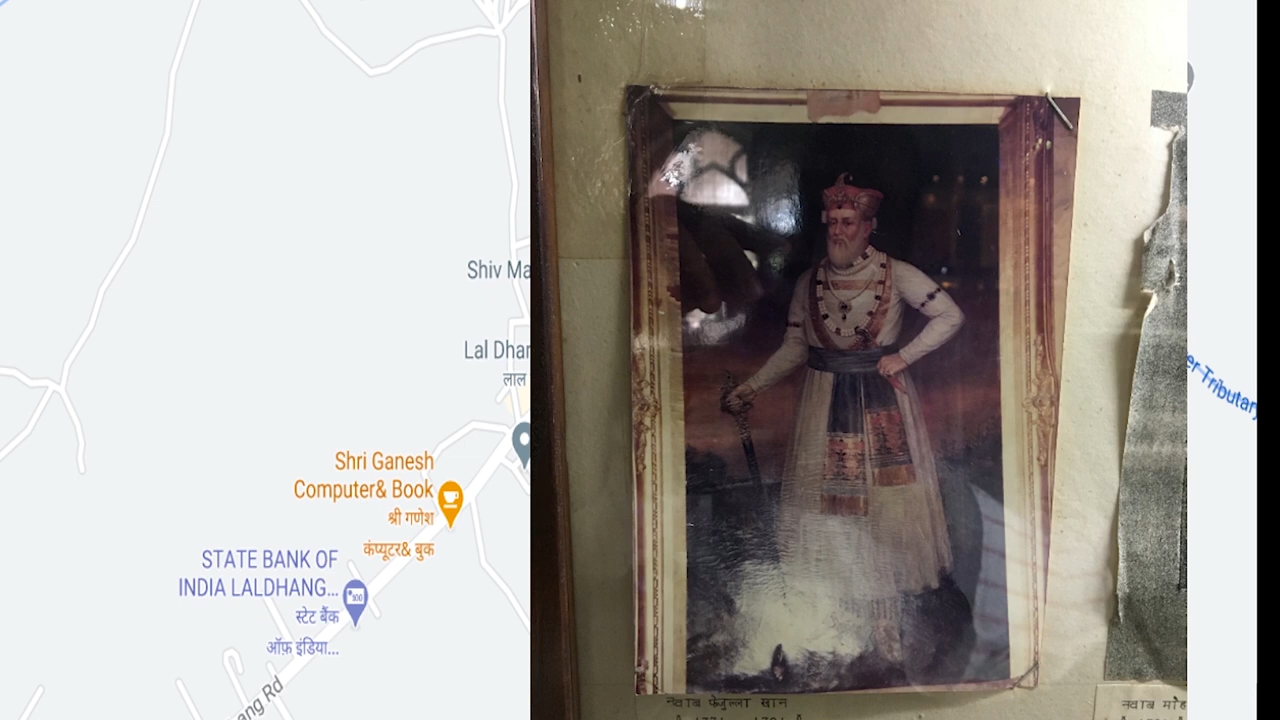 Shiv Ma
Lal Dhar
लाल
Shri Ganesh
Computer& Book
श्री गणेश
कंप्यूटर& बुक
STATE BANK OF
INDIA LALDHANG...
स्टेट बैंक
ऑफ़ इंडिया...
ang Rd
er Tributary
नवाब फेजुल्ला खान
नवाब मोह